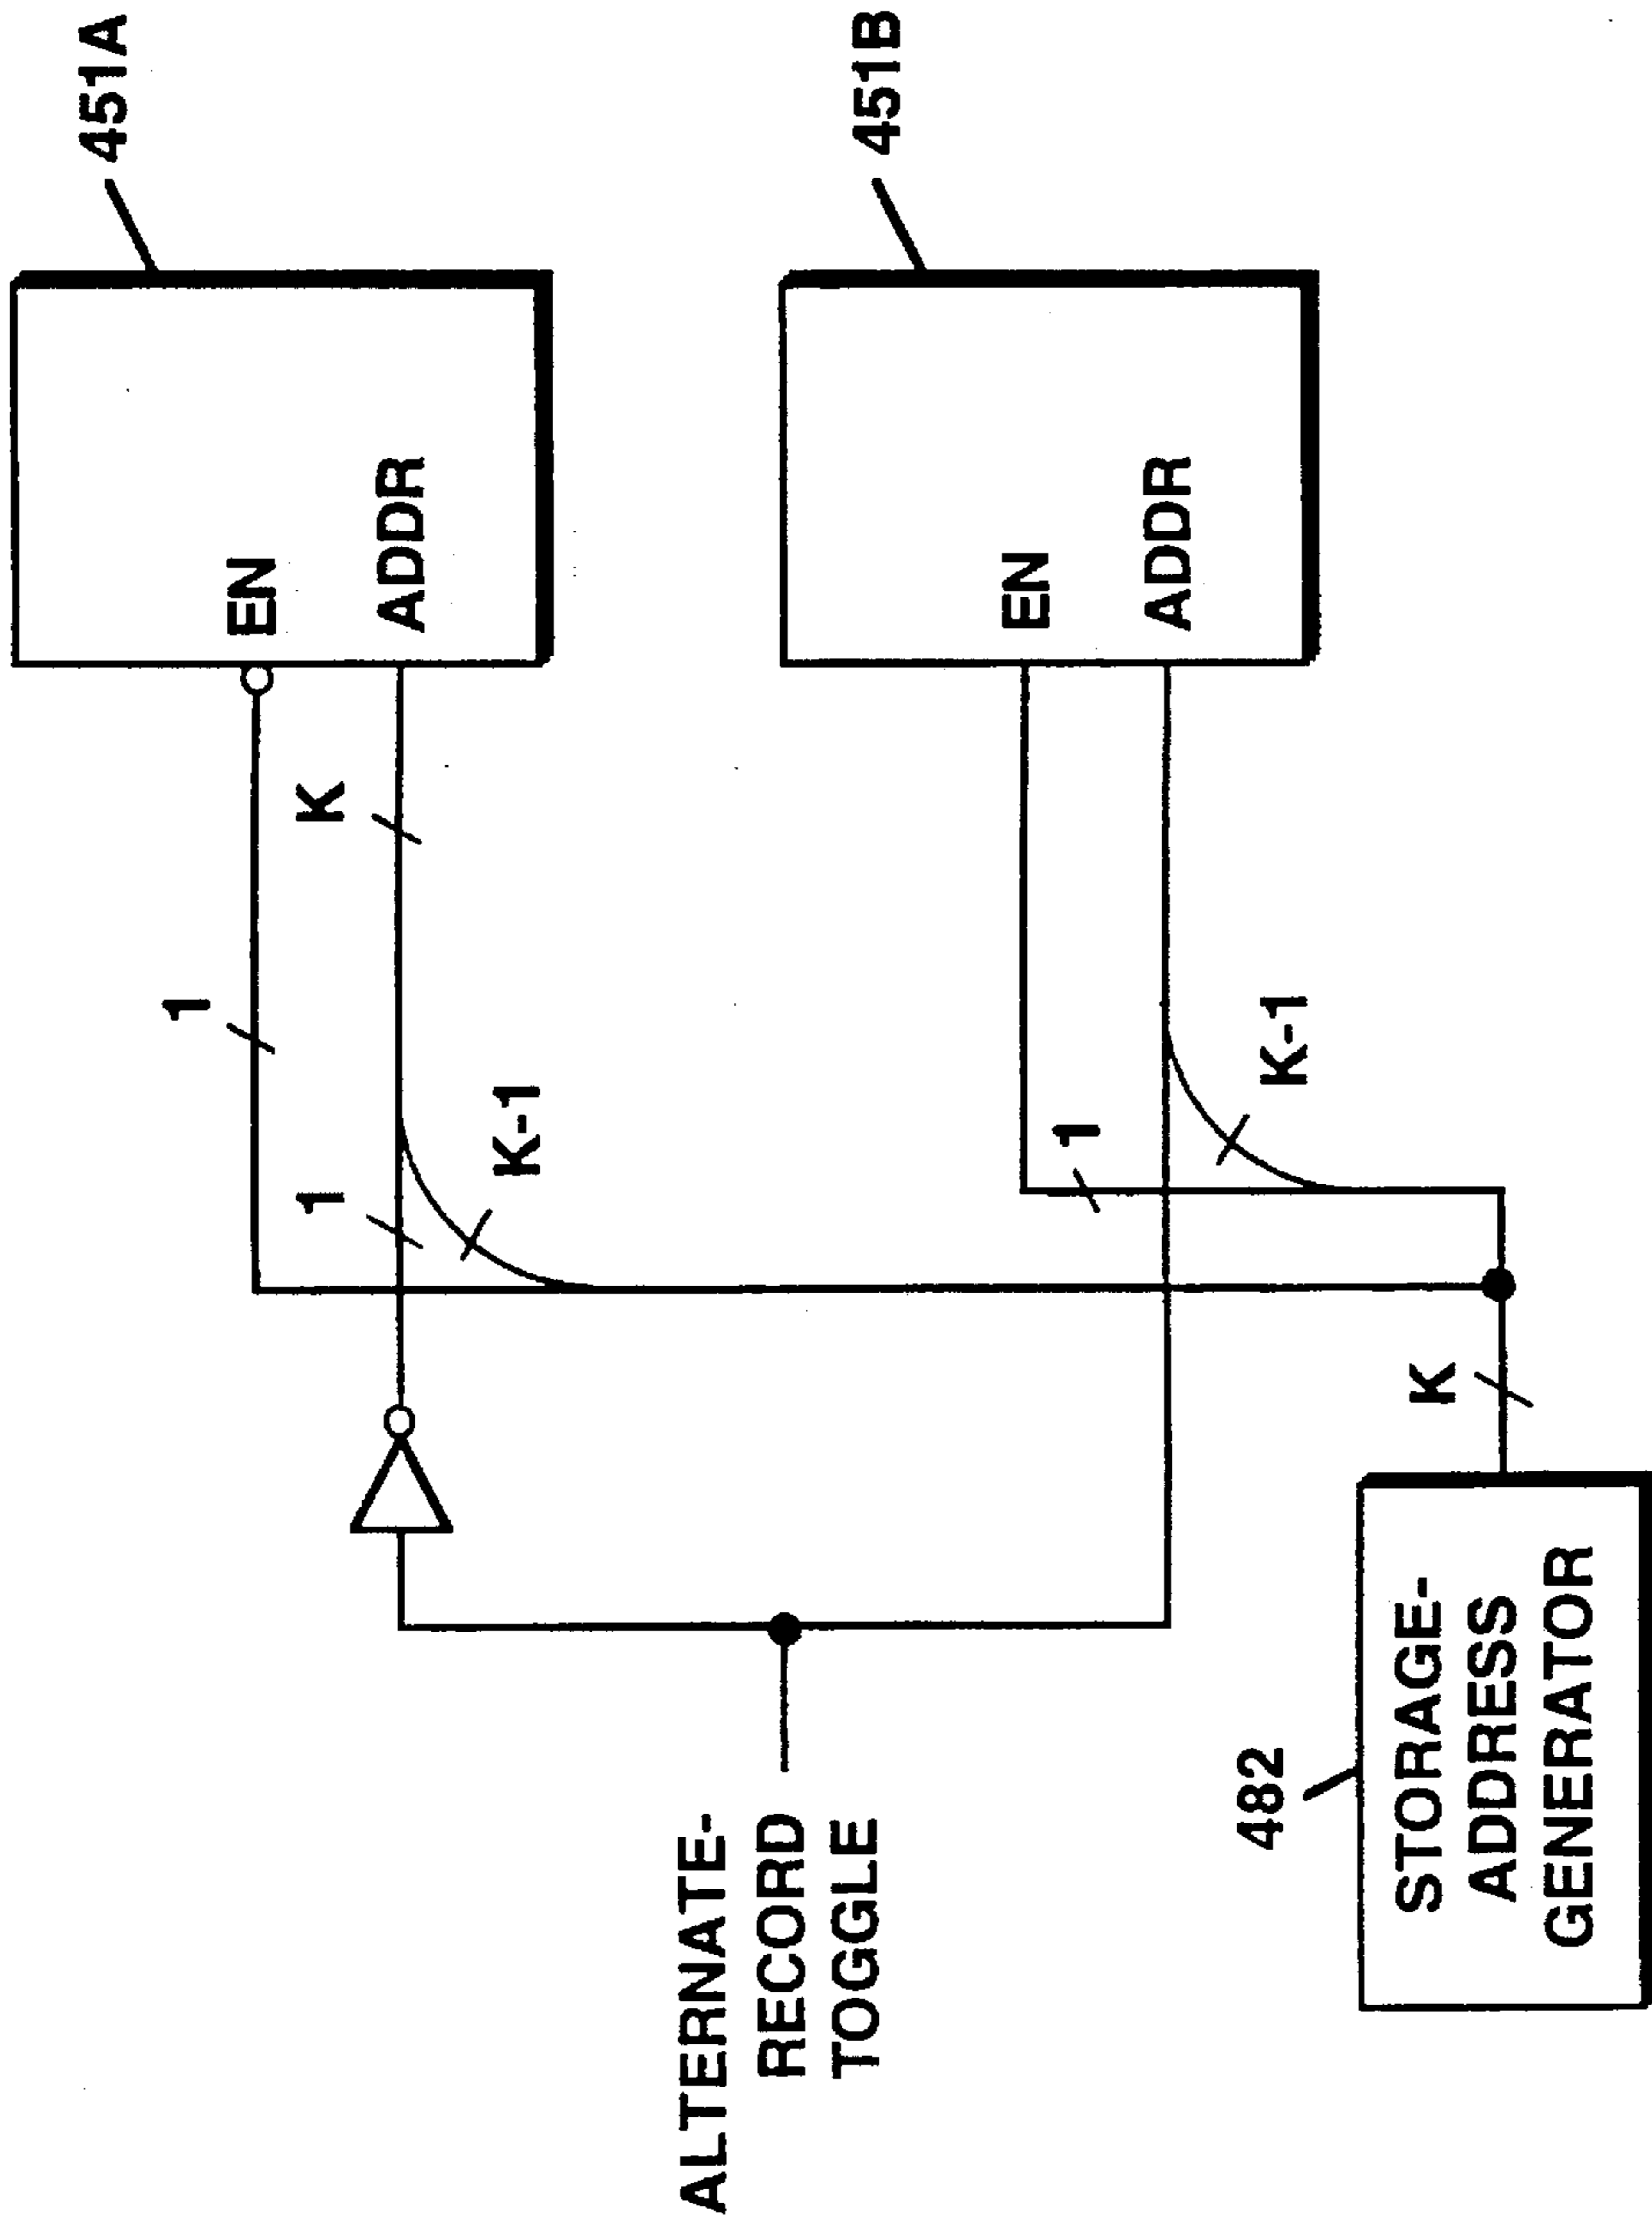 451A
EN
ADDR
1
K
1
K-1
451B
EN
ADDR
1
K-1
ALTERNATE-
RECORD
TOGGLE
K
482
STORAGE-
ADDRESS
GENERATOR